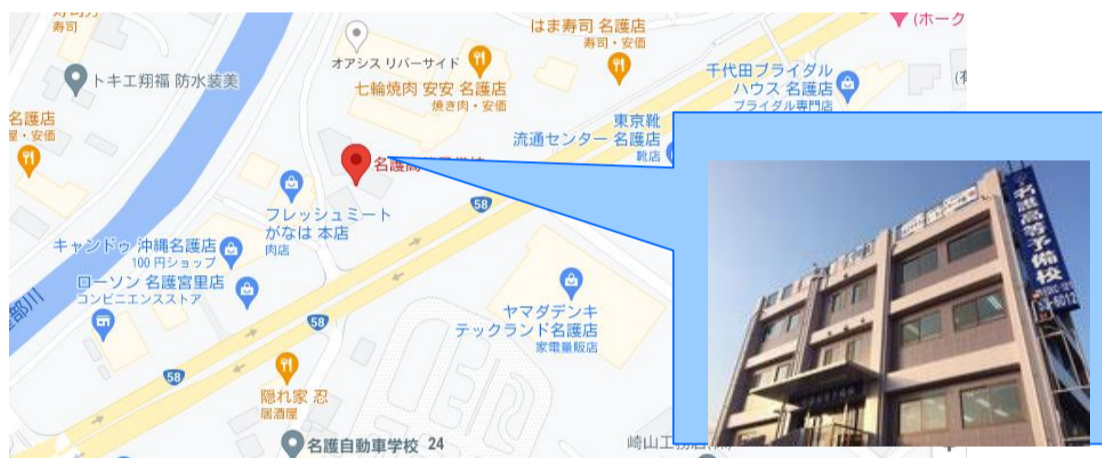 寿司
(ホーク
はま寿司 名護店
寿司・安価
オアシス リバーサイド
トキエ翔福 防水装美
七輪焼肉 安安 名護店
焼き肉・安価
千代田ブライダル
ハウス 名護店
ブライダル専門店
名護店
屋・安価
東京靴
流通センター 名護店
靴店
フレッシュミート
がなは 本店
肉店
58
キャンドゥ 沖縄名護店
100 円ショップ
ローソン 名護宮里店
コンビニエンスストア
ヤマダデンキ
テックランド名護店
家電量販店
58
58
隠れ家 忍
居酒屋
名護自動車学校 24
名護高等予備校